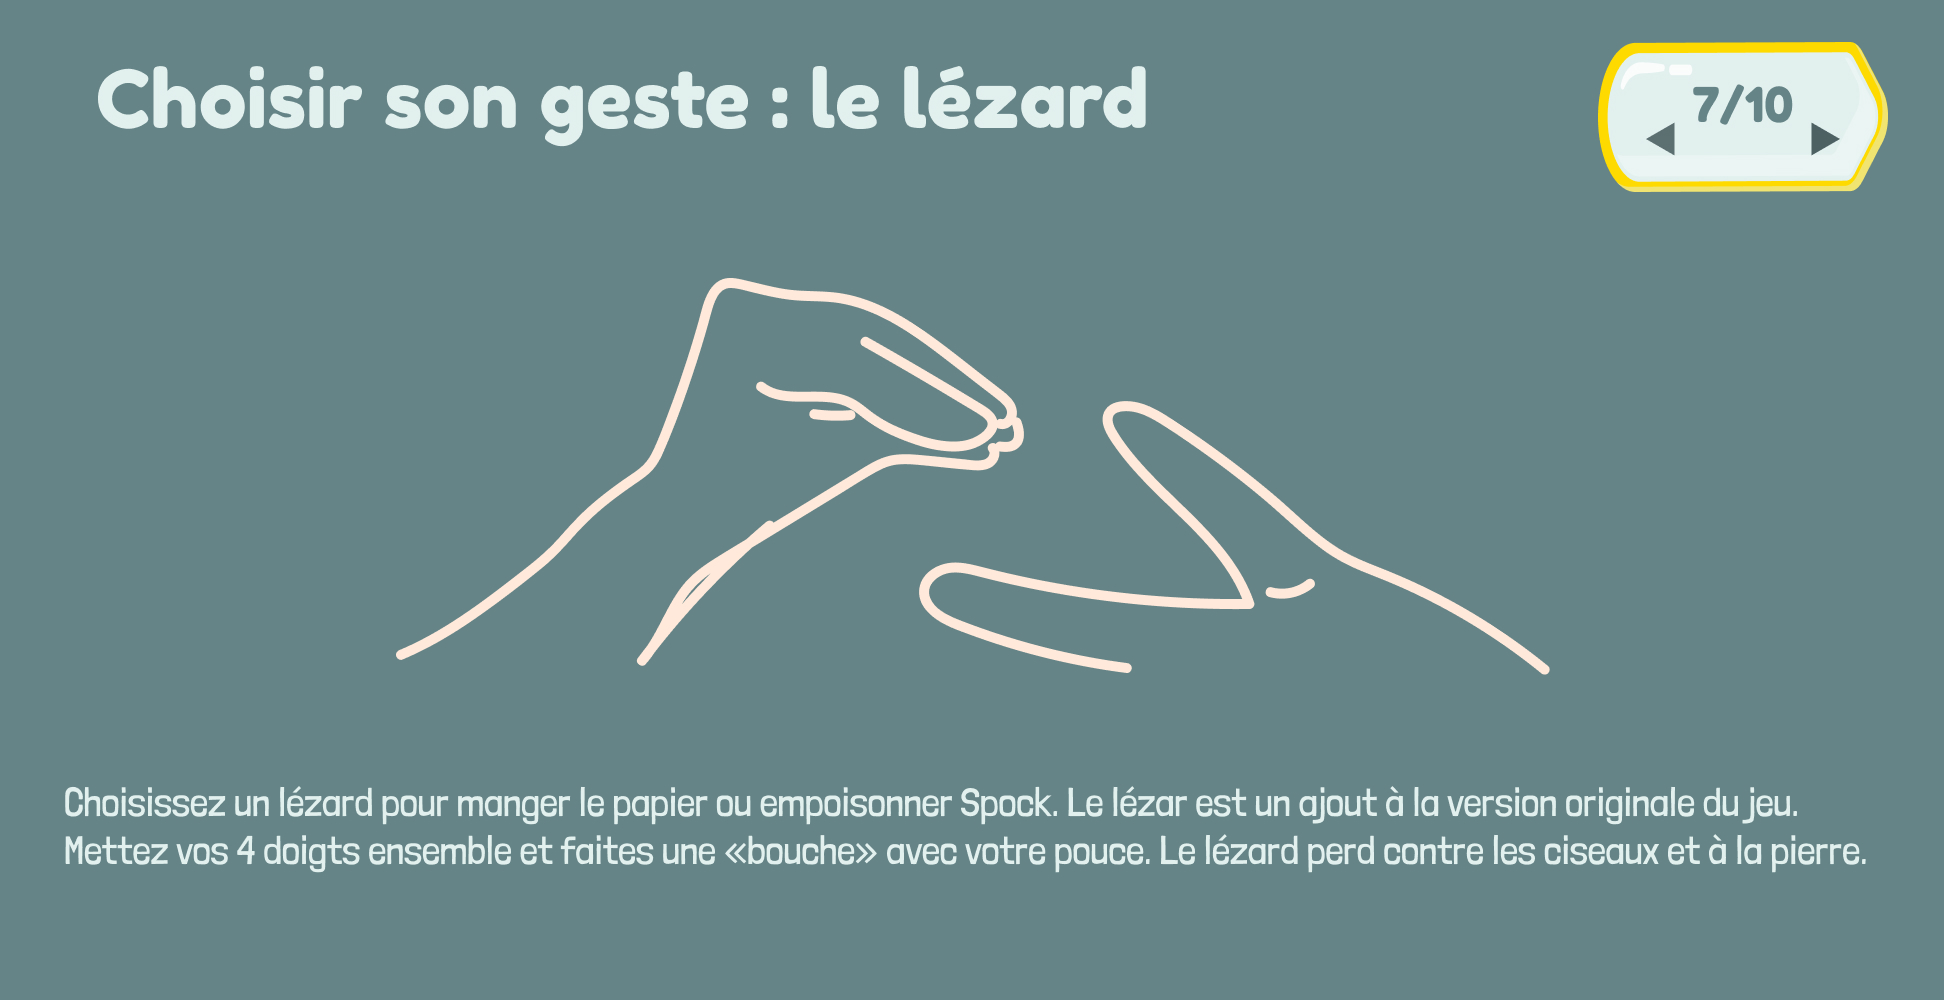 Choisir son geste : le lézard
7/10
Choisissez un lézard pour manger le papier ou empoisonner Spock. Le lézar est un ajout à la version originale du jeu.
Mettez vos 4 doigts ensemble et faites une «bouche» avec votre pouce. Le lézard perd contre les ciseaux et à la pierre.